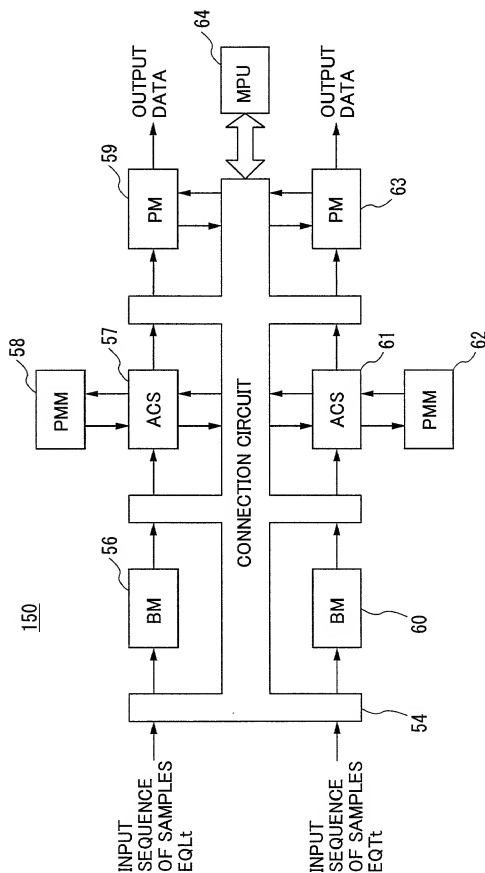 150
INPUT
SEQUENCE
OF SAMPLES
EQLt
BM
56
ACS
57
PMM
58
PM
59
OUTPUT
DATA
CONNECTION CIRCUIT
MPU
64
INPUT
SEQUENCE
OF SAMPLES
EQTt
54
BM
60
ACS
61
PMM
62
PM
63
OUTPUT
DATA